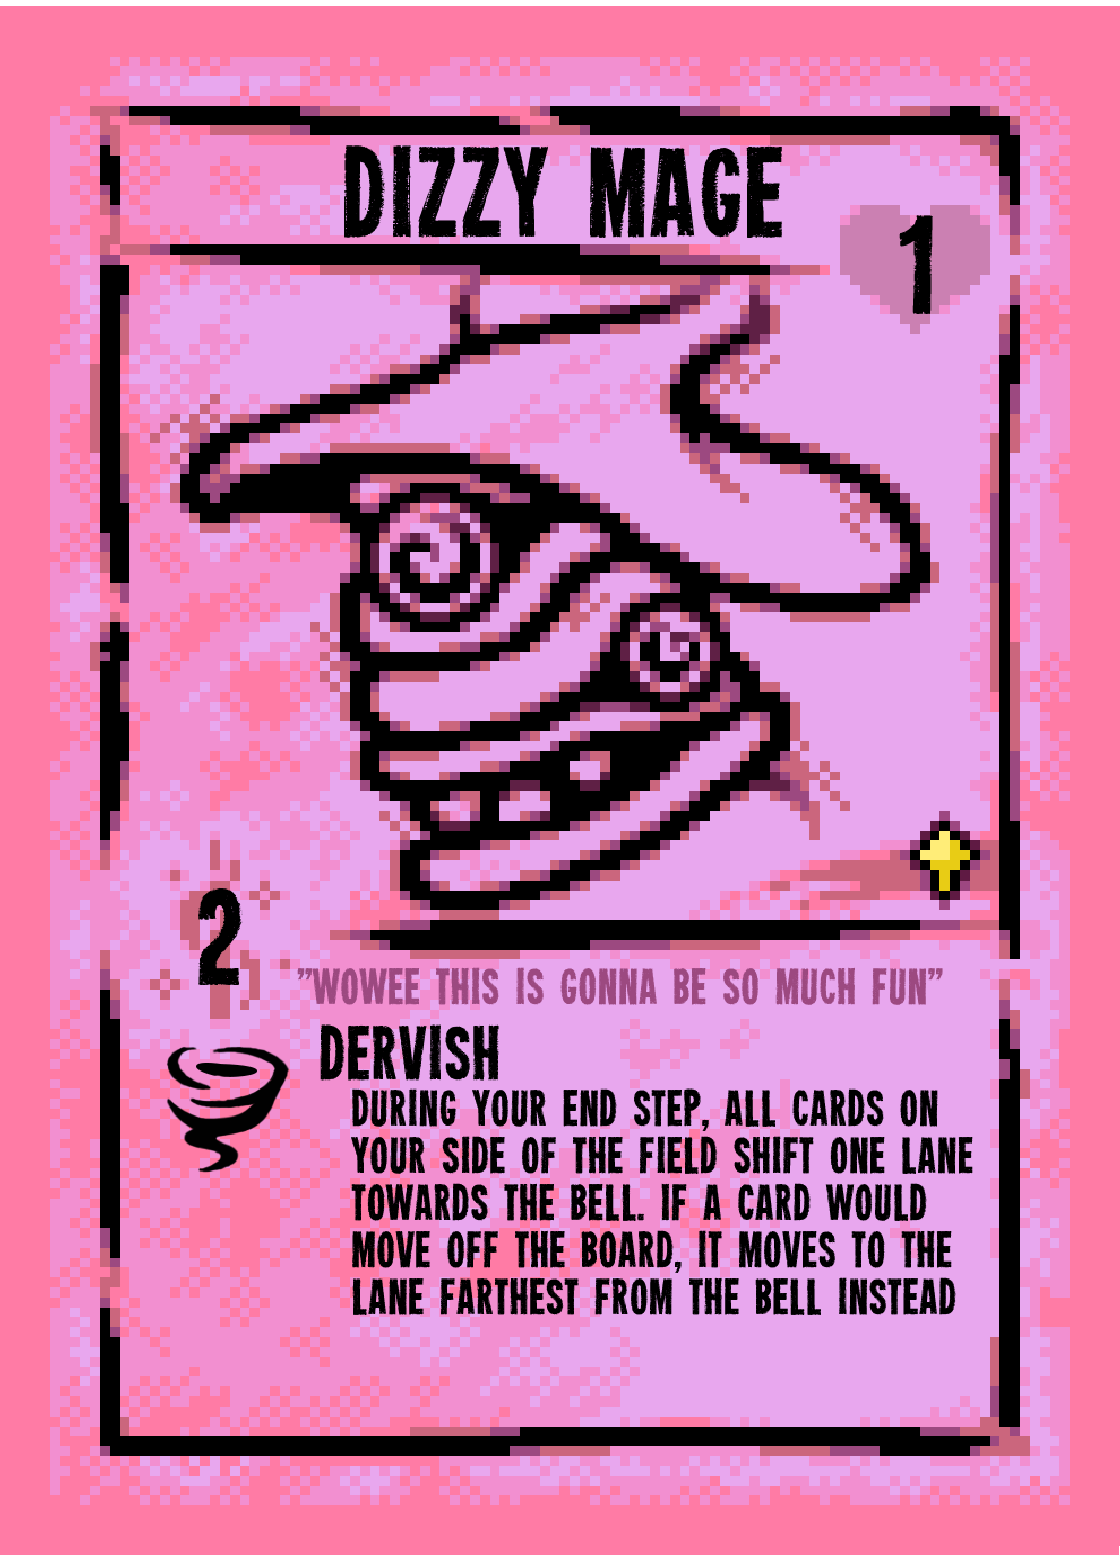 DIZZY MAGE
1
2
"WOWEE THIS IS GONNA BE SO MUCH FUN"
DERVISH
DURING YOUR END STEP, ALL CARDS ON
YOUR SIDE OF THE FIELD SHIFT ONE LANE
TOWARDS THE BELL. IF A CARD WOULD
MOVE OFF THE BOARD, IT MOVES TO THE
LANE FARTHEST FROM THE BELL INSTEAD